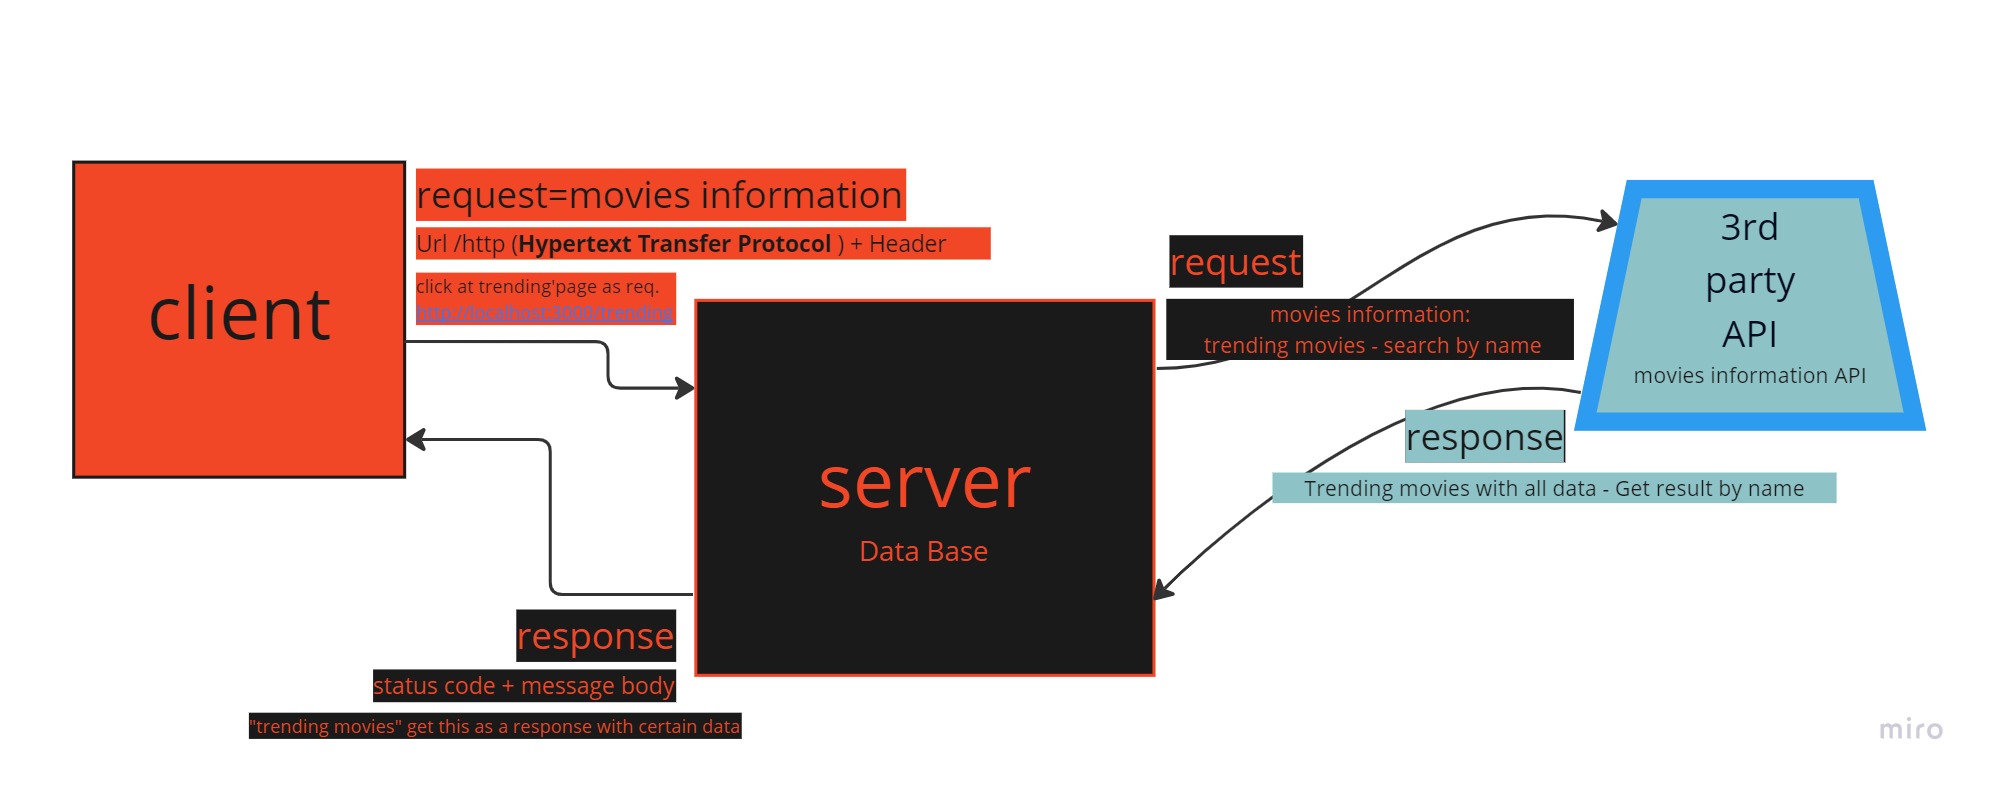 client
request=movies information
Url /http (Hypertext Transfer Protocol ) + Header
click at trending'page as req.
http://localhost:3000/trending
server
Data Base
request
movies information:
trending movies - search by name
3rd
party
API
movies information API
response
Trending movies with all data - Get result by name
response
status code + message body
"trending movies" get this as a response with certain data
miro